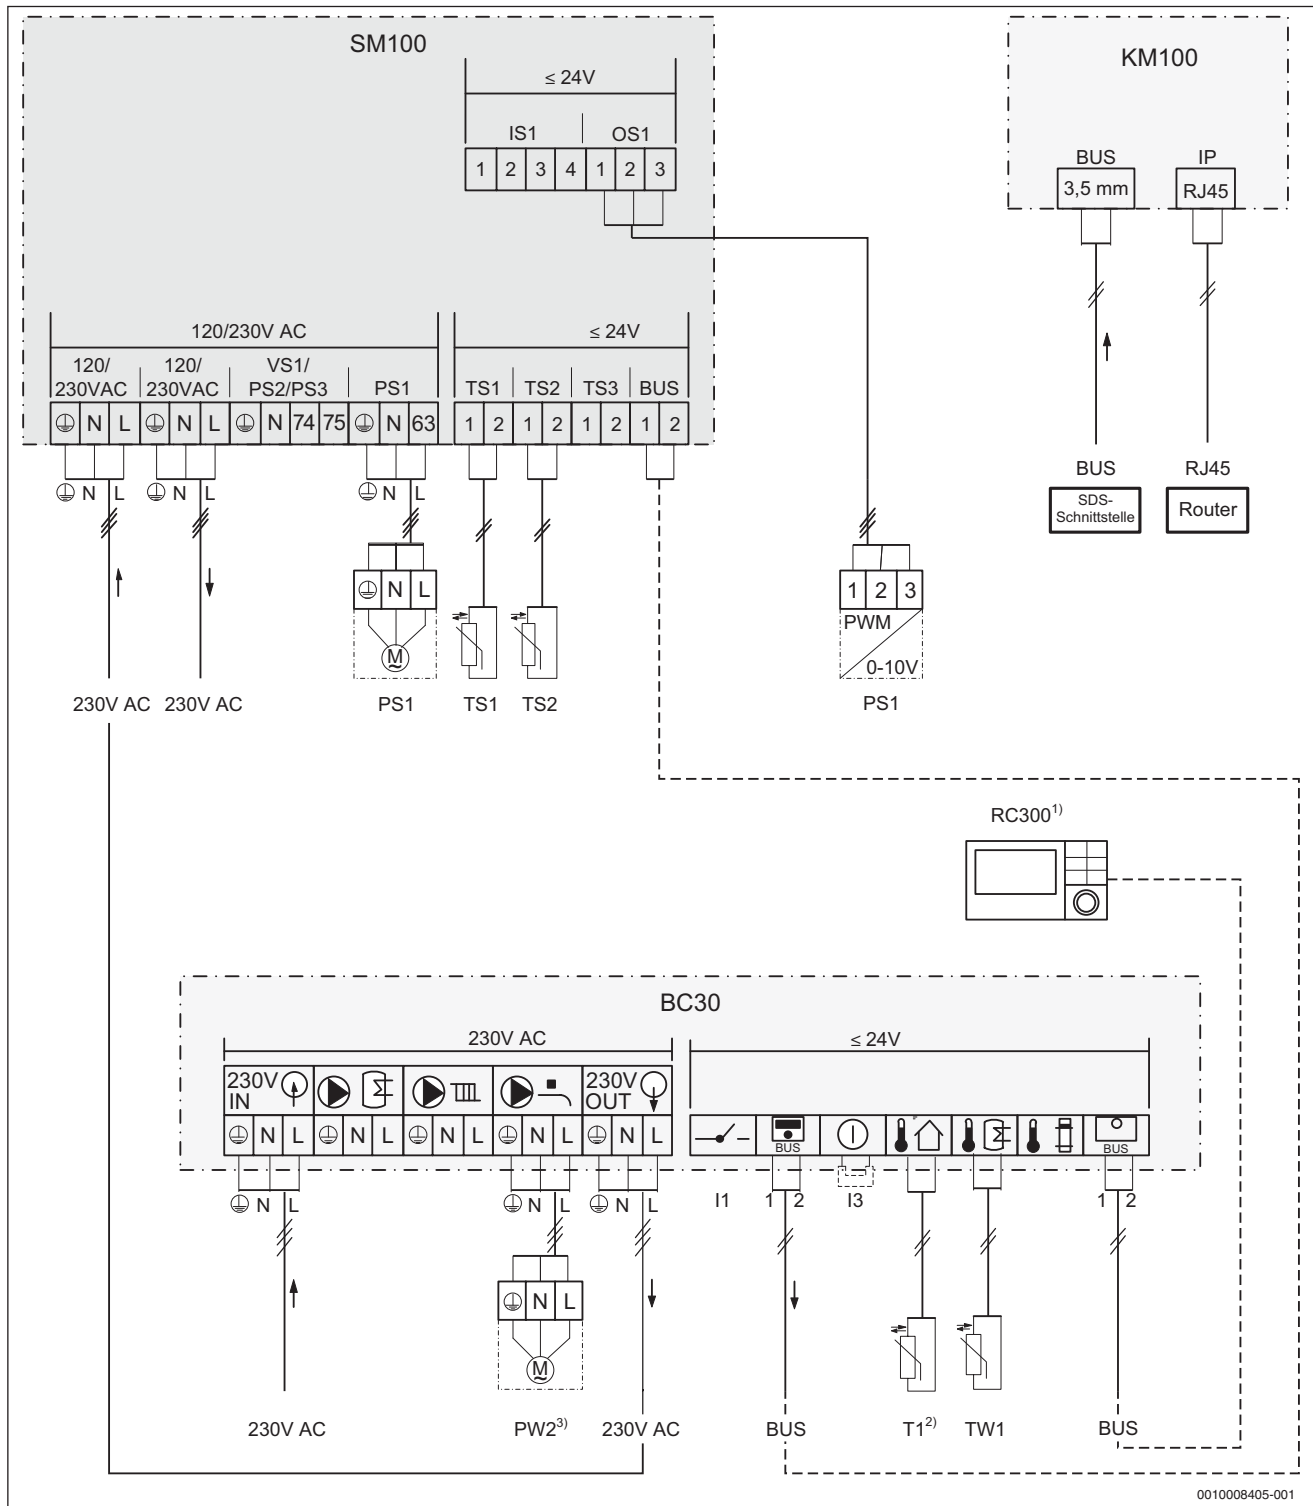 SM100
≤ 24V
IS1 OS1
1 2 3 4 1 2 3
KM100
BUS IP
3,5 mm RJ45
120/230V AC ≤ 24V
120/ 230VAC 120/ 230VAC VS1/ PS2/PS3 PS1 TS1 TS2 TS3 BUS
N L N L N 74 75 N 63 1 2 1 2 1 2 1 2
N L N L
BUS RJ45
SDS-Schnittstelle Router
N L
1 2 3
PWM
0-10V
M
230V AC 230V AC PS1 TS1 TS2 PS1
RC300¹⁾
BC30
230V AC ≤ 24V
230V IN 230V OUT
N L N L N L N L N L BUS BUS
N L N L N L I1 1 2 I3 1 2
N L
M
230V AC PW2³⁾ 230V AC BUS T1²⁾ TW1 BUS
0010008405-001